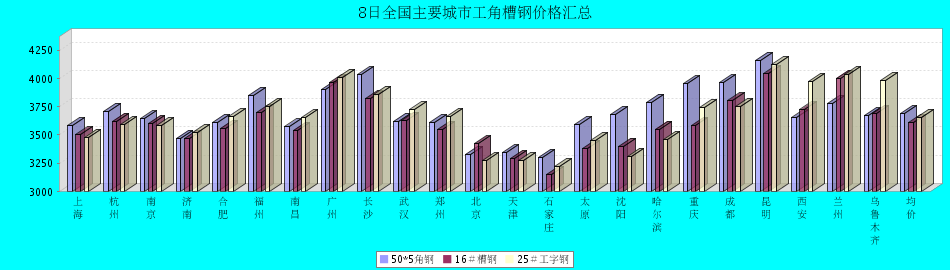 8日全国主要城市工角槽钢价格汇总
4250
4000
3750
3500
3250
3000
上海
杭州
南京
济南
合肥
福州
南昌
广州
长沙
武汉
郑州
北京
天津
石家庄
太原
沈阳
哈尔滨
重庆
成都
昆明
西安
兰州
乌鲁木齐
均价
50*5角钢 16#槽钢 25#工字钢